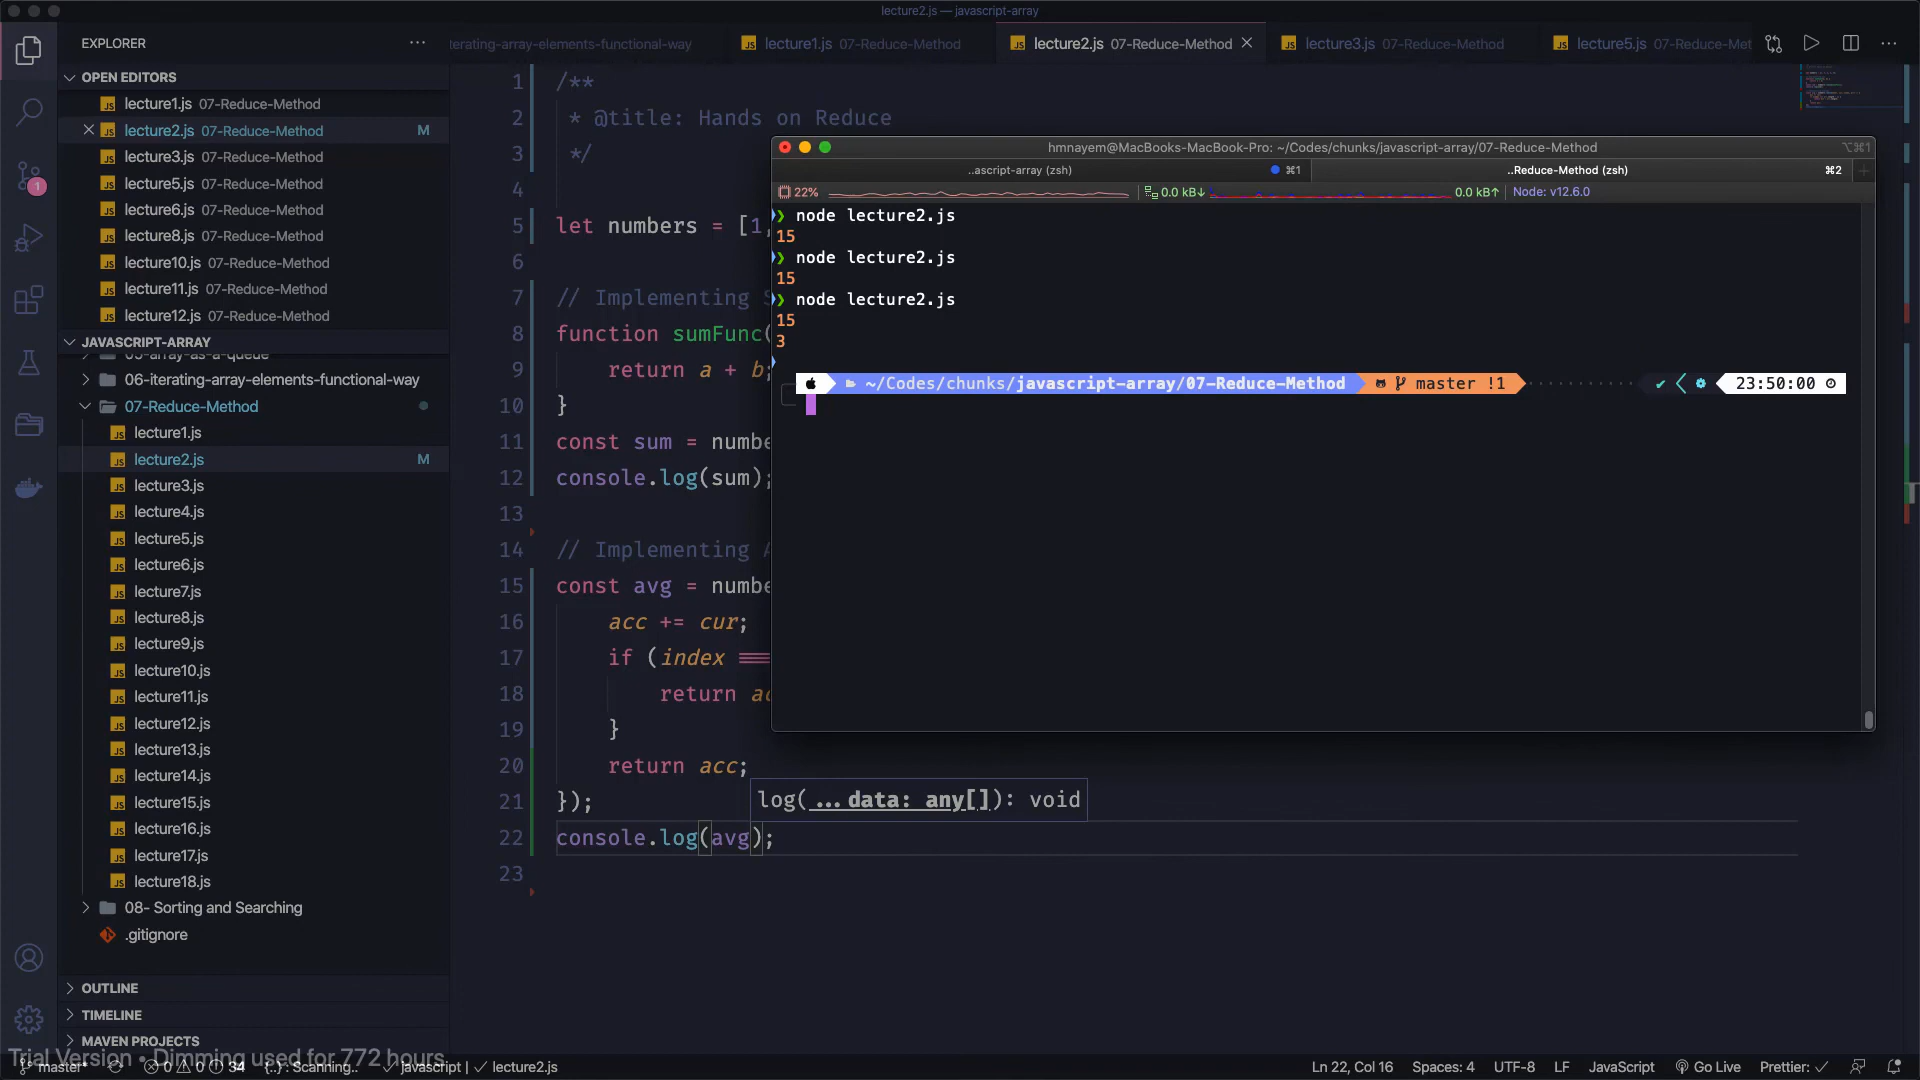 lecture2.js — javascript-array
EXPLORER
iterating-array-elements-functional-way
lecture1.js 07-Reduce-Method
lecture2.js 07-Reduce-Method
lecture3.js 07-Reduce-Method
lecture5.js 07-Reduce-Met
OPEN EDITORS
lecture1.js 07-Reduce-Method
lecture2.js 07-Reduce-Method M
lecture3.js 07-Reduce-Method
lecture5.js 07-Reduce-Method
lecture6.js 07-Reduce-Method
lecture8.js 07-Reduce-Method
lecture10.js 07-Reduce-Method
lecture11.js 07-Reduce-Method
lecture12.js 07-Reduce-Method
1
JAVASCRIPT-ARRAY
05-array-as-a-queue
06-iterating-array-elements-functional-way
07-Reduce-Method
lecture1.js
lecture2.js M
lecture3.js
lecture4.js
lecture5.js
lecture6.js
lecture7.js
lecture8.js
lecture9.js
lecture10.js
lecture11.js
lecture12.js
lecture13.js
lecture14.js
lecture15.js
lecture16.js
lecture17.js
lecture18.js
08- Sorting and Searching
.gitignore
OUTLINE
TIMELINE
MAVEN PROJECTS
1 /**
2 * @title: Hands on Reduce
3 */
4
5 let numbers = [1,
6
7 // Implementing S
8 function sumFunc(
9 return a + b;
10 }
11 const sum = numbe
12 console.log(sum);
13
14 // Implementing A
15 const avg = numbe
16 acc += cur;
17 if (index ===
18 return ac
19 }
20 return acc;
21 });
log(...data: any[]): void
22 console.log(avg);
23
hmnayem@MacBooks-MacBook-Pro: ~/Codes/chunks/javascript-array/07-Reduce-Method ⌥⌘1
..ascript-array (zsh) ⌘1
..Reduce-Method (zsh) ⌘2
22% 0.0 kB↓ 0.0 kB↑ Node: v12.6.0
❯ node lecture2.js
15
❯ node lecture2.js
15
❯ node lecture2.js
15
3
~/Codes/chunks/javascript-array/07-Reduce-Method master !1 ✔ 23:50:00
Trial Version • Dimming used for 772 hours
master* 0 0 34 {..} : Scanning.. javascript | ✓ lecture2.js
Ln 22, Col 16 Spaces: 4 UTF-8 LF JavaScript Go Live Prettier: ✓